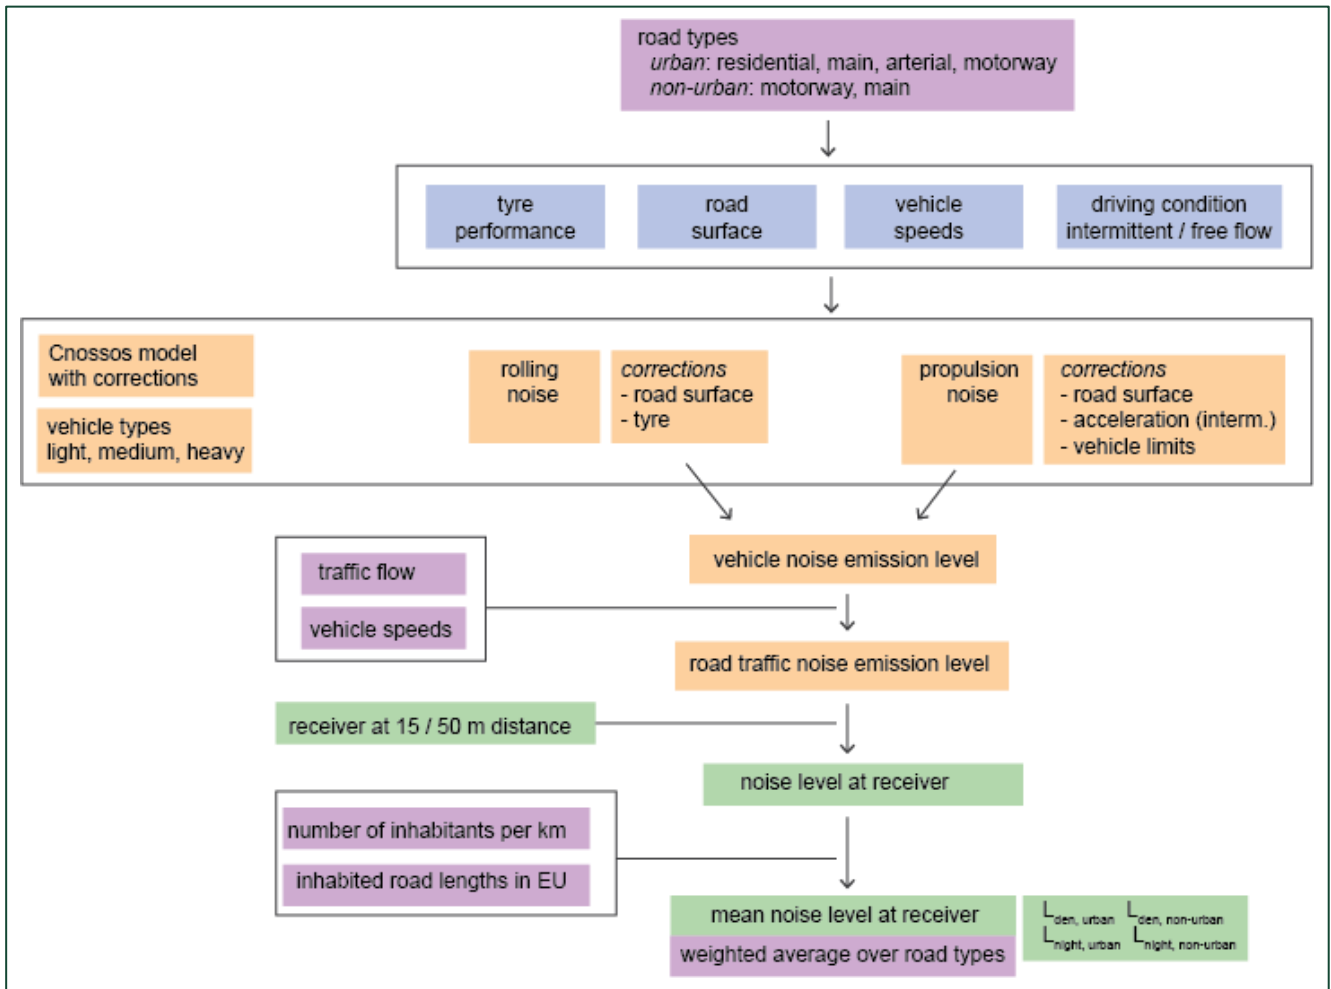 road types
urban: residential, main, arterial, motorway
non-urban: motorway, main
tyre
performance
road
surface
vehicle
speeds
driving condition
intermittent / free flow
Cnossos model
with corrections
vehicle types
light, medium, heavy
rolling
noise
corrections
- road surface
- tyre
propulsion
noise
corrections
- road surface
- acceleration (interm.)
- vehicle limits
vehicle noise emission level
traffic flow
vehicle speeds
road traffic noise emission level
receiver at 15 / 50 m distance
noise level at receiver
number of inhabitants per km
inhabited road lengths in EU
mean noise level at receiver
weighted average over road types
Lden, urban Lden, non-urban
Lnight, urban Lnight, non-urban